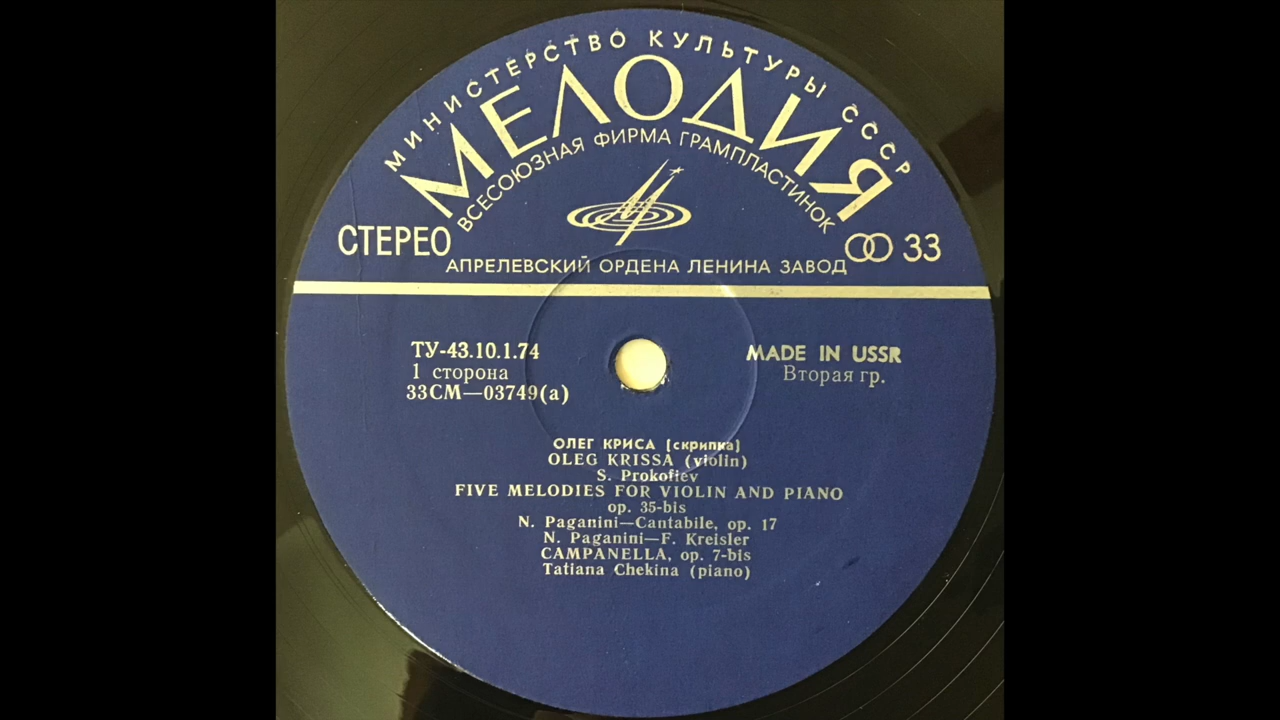 МИНИСТЕРСТВО КУЛЬТУРЫ СССР
МЕЛОДИЯ
ВСЕСОЮЗНАЯ ФИРМА ГРАМПЛАСТИНОК
СТЕРЕО
33
АПРЕЛЕВСКИЙ ОРДЕНА ЛЕНИНА ЗАВОД
ТУ-43.10.1.74
1 сторона
33СМ—03749(а)
MADE IN USSR
Вторая гр.
ОЛЕГ КРИСА (скрипка)
OLEG KRISSA (violin)
S. Prokofiev
FIVE MELODIES FOR VIOLIN AND PIANO
op. 35-bis
N. Paganini—Cantabile, op. 17
N. Paganini—F. Kreisler
CAMPANELLA, op. 7-bis
Tatiana Chekina (piano)